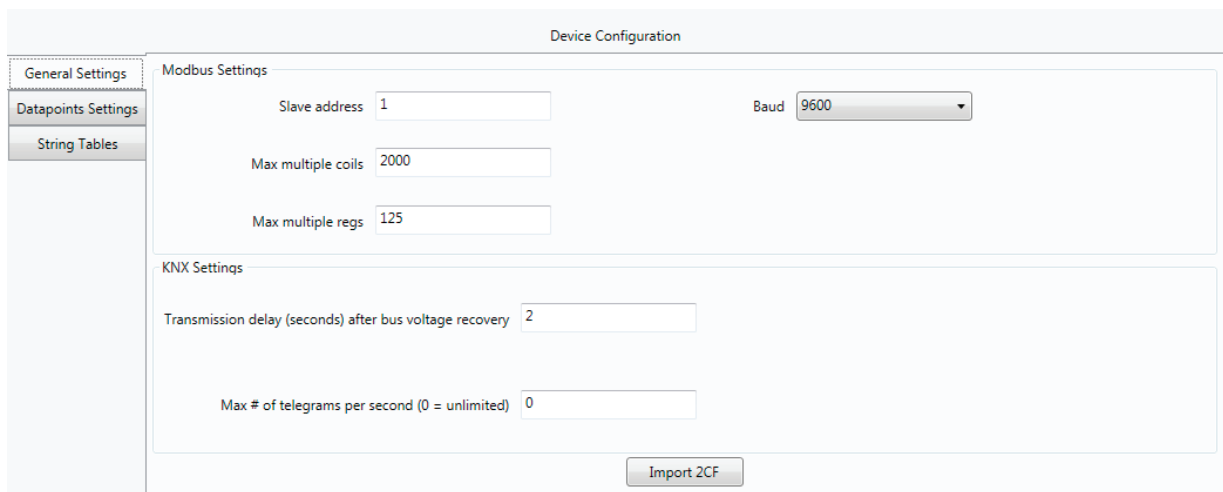 Device Configuration
General Settings
Datapoints Settings
String Tables
Modbus Settings
Slave address 1 Baud 9600
Max multiple coils 2000
Max multiple regs 125
KNX Settings
Transmission delay (seconds) after bus voltage recovery 2
Max # of telegrams per second (0 = unlimited) 0
Import 2CF